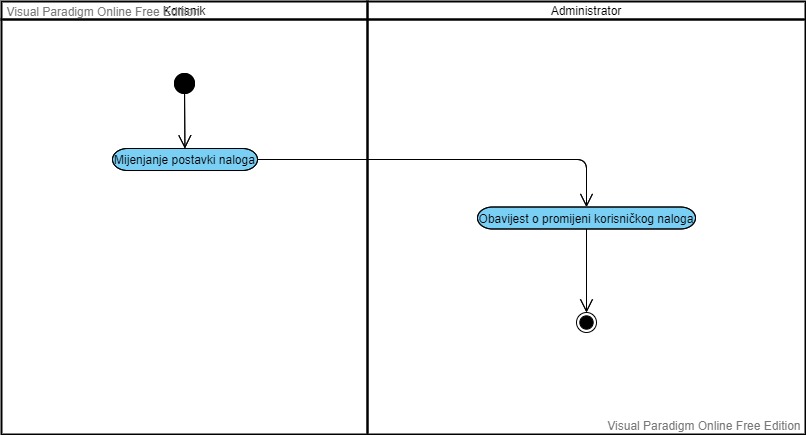 Visual Paradigm Online Free Edition
Korisnik
Administrator
Mijenjanje postavki naloga
Obavijest o promijeni korisničkog naloga
Visual Paradigm Online Free Edition